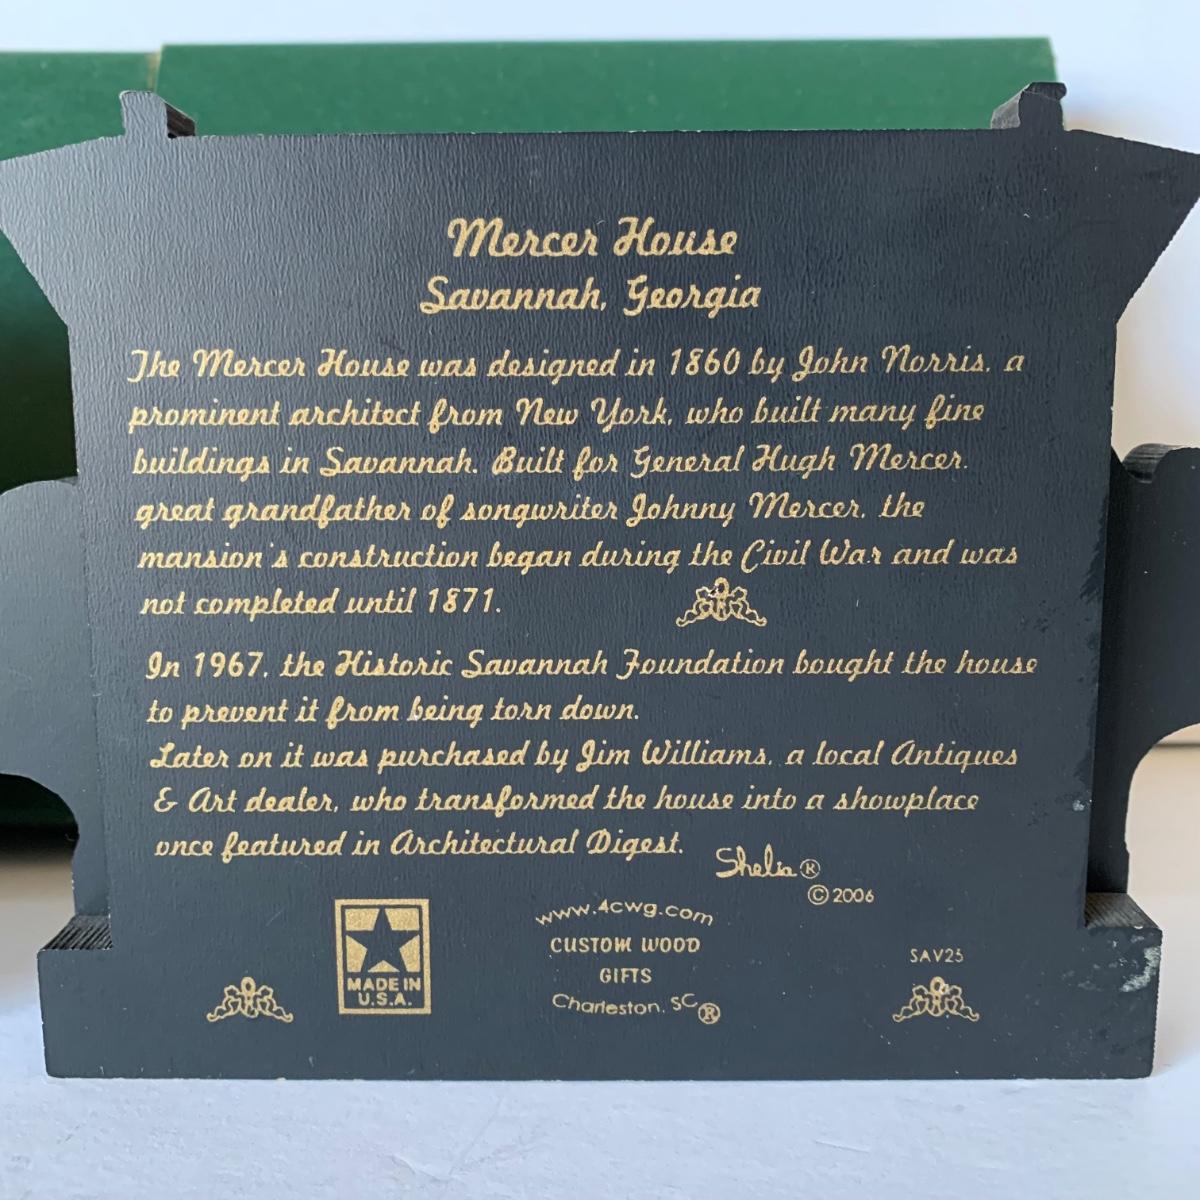 Mercer House
Savannah, Georgia
The Mercer House was designed in 1860 by John Norris, a
prominent architect from New York, who built many fine
buildings in Savannah. Built for General Hugh Mercer,
great grandfather of songwriter Johnny Mercer, the
mansion's construction began during the Civil War and was
not completed until 1871.
In 1967, the Historic Savannah Foundation bought the house
to prevent it from being torn down.
Later on it was purchased by Jim Williams, a local Antiques
& Art dealer, who transformed the house into a showplace
once featured in Architectural Digest.
Shelia®
©2006
MADE IN
U.S.A.
www.4cwg.com
CUSTOM WOOD
GIFTS
Charleston, SC®
SAV25